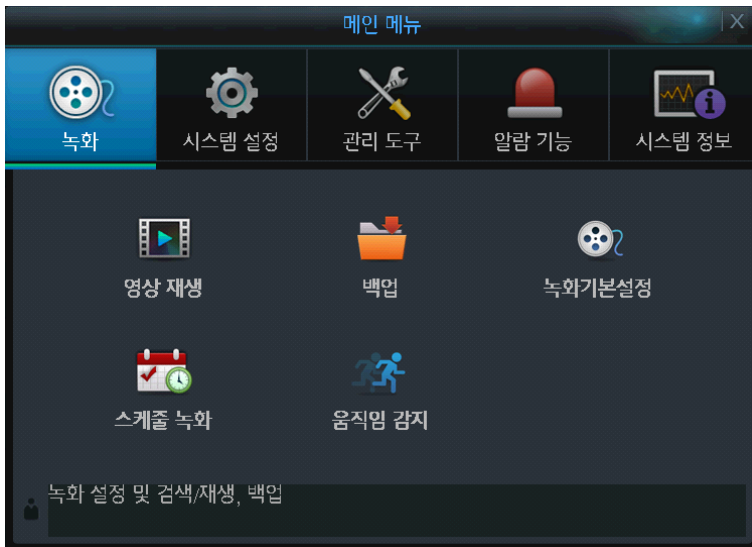 메인 메뉴
X
녹화
시스템 설정
관리 도구
알람 기능
시스템 정보
영상 재생
백업
녹화기본설정
스케줄 녹화
움직임 감지
녹화 설정 및 검색/재생, 백업